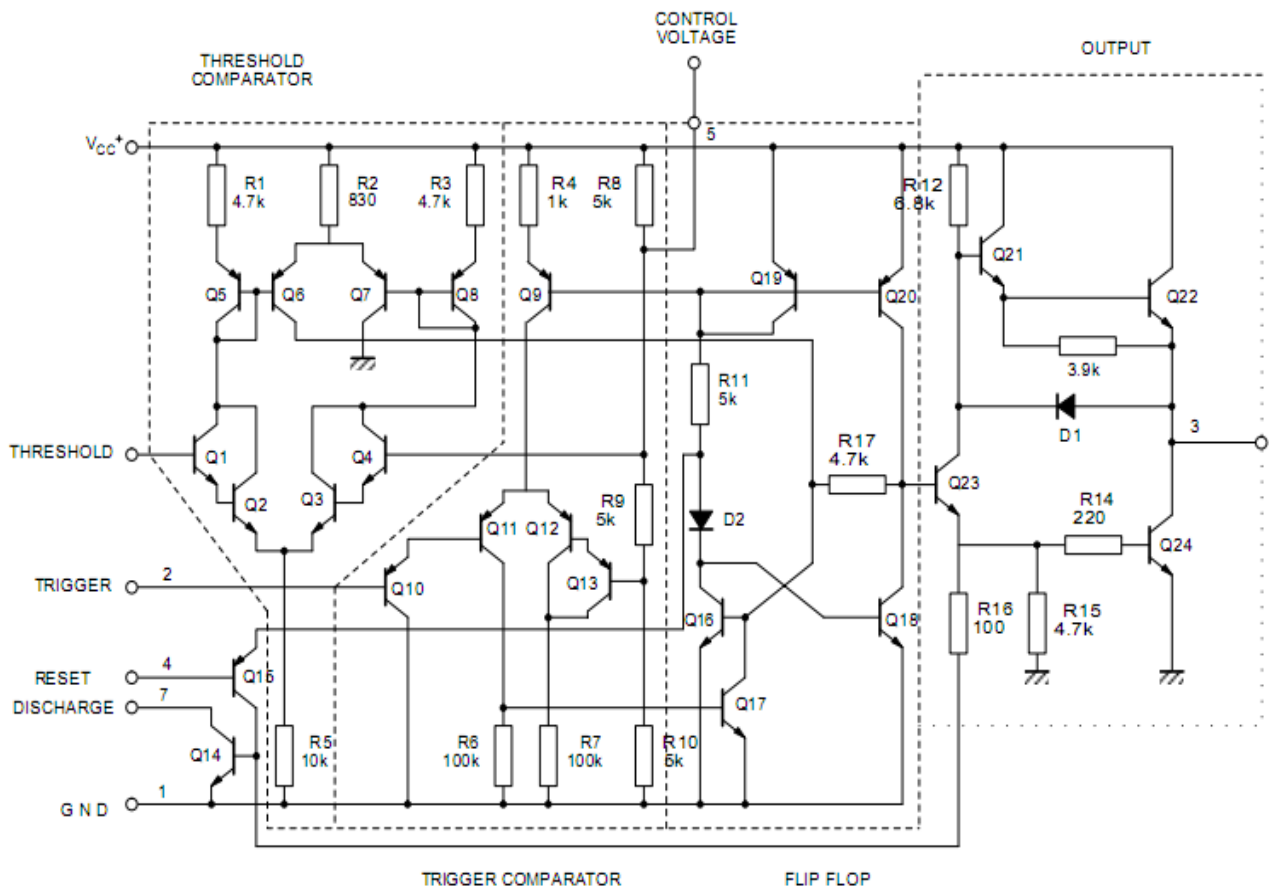 CONTROL
VOLTAGE
THRESHOLD
COMPARATOR
OUTPUT
5
VCC+
R1
4.7k
R2
830
R3
4.7k
R4
1k
R8
5k
R12
6.8k
Q5
Q6
Q7
Q8
Q9
Q19
Q20
Q21
Q22
3.9k
R11
5k
D1
3
THRESHOLD
Q1
Q2
Q3
Q4
R17
4.7k
Q23
R9
5k
D2
R14
220
Q11
Q12
Q24
TRIGGER
2
Q10
Q13
Q16
Q18
R16
100
R15
4.7k
RESET
4
Q15
DISCHARGE
7
Q17
Q14
R5
10k
R6
100k
R7
100k
R10
5k
GND
1
TRIGGER COMPARATOR
FLIP FLOP